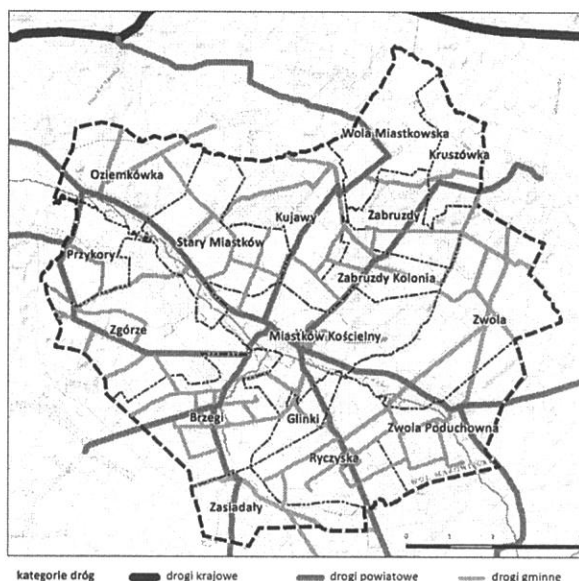 Wola Miastkowska
Kruszówka
Oziemkówka
Kujawy
Zabruzdy
Stary Miastków
Przykory
Zabruzdy Kolonia
Zgórze
Miastków Kościelny
Zwola
Brzegi
Glinki
Zwola Poduchowna
Ryczyska
Zasiadały
kategorie dróg drogi krajowe drogi powiatowe drogi gminne